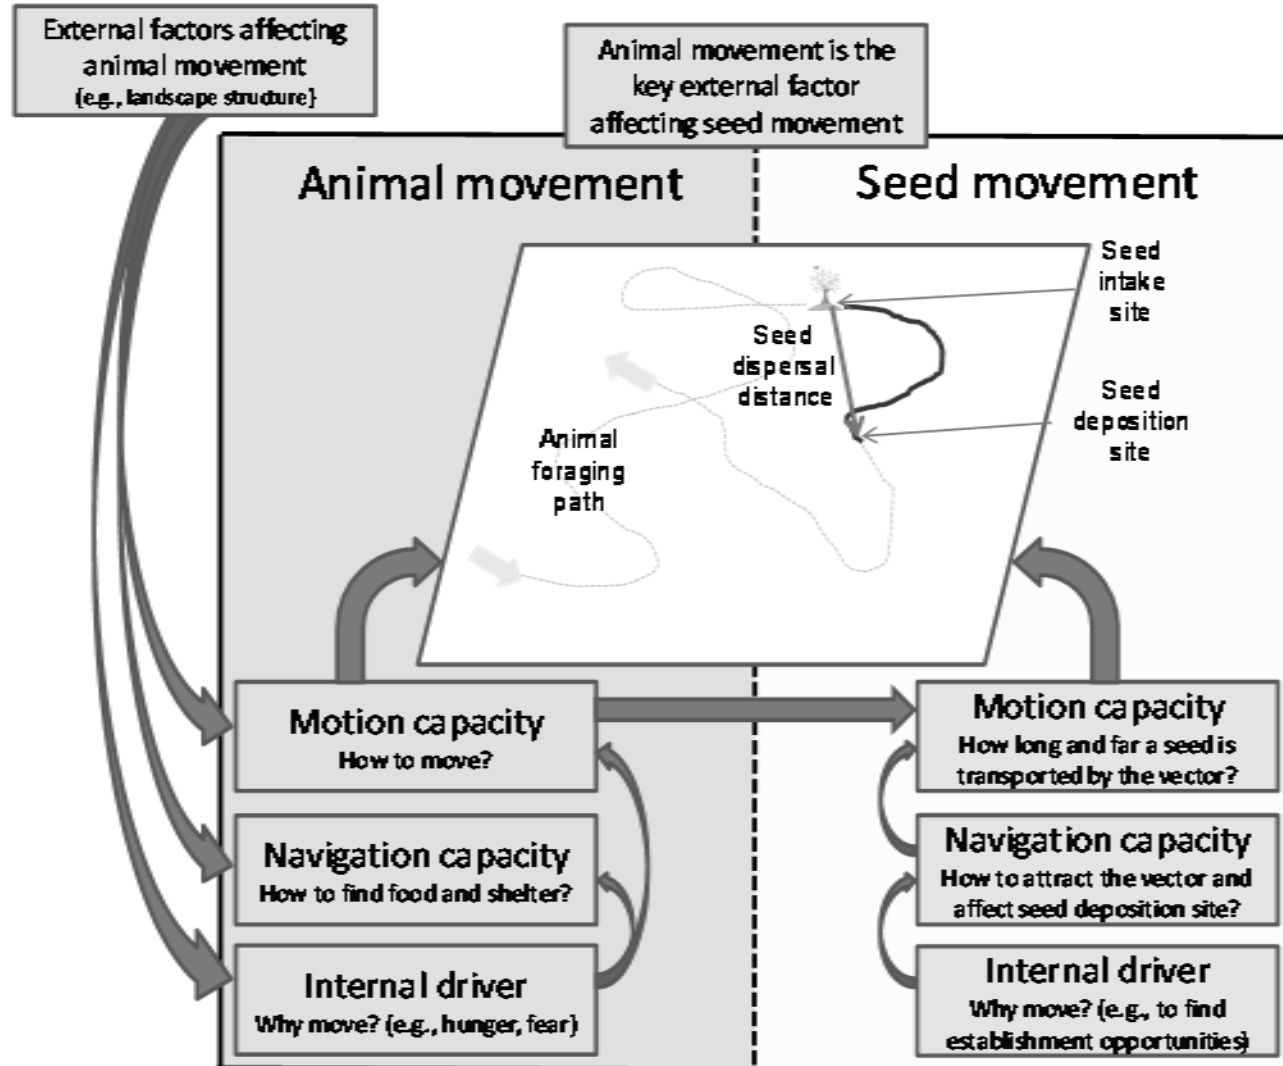 External factors affecting
animal movement
(e.g., landscape structure)
Animal movement is the
key external factor
affecting seed movement
Animal movement
Seed movement
Seed
intake
site
Seed
dispersal
distance
Seed
deposition
site
Animal
foraging
path
Motion capacity
How to move?
Motion capacity
How long and far a seed is
transported by the vector?
Navigation capacity
How to find food and shelter?
Navigation capacity
How to attract the vector and
affect seed deposition site?
Internal driver
Why move? (e.g., hunger, fear)
Internal driver
Why move? (e.g., to find
establishment opportunities)